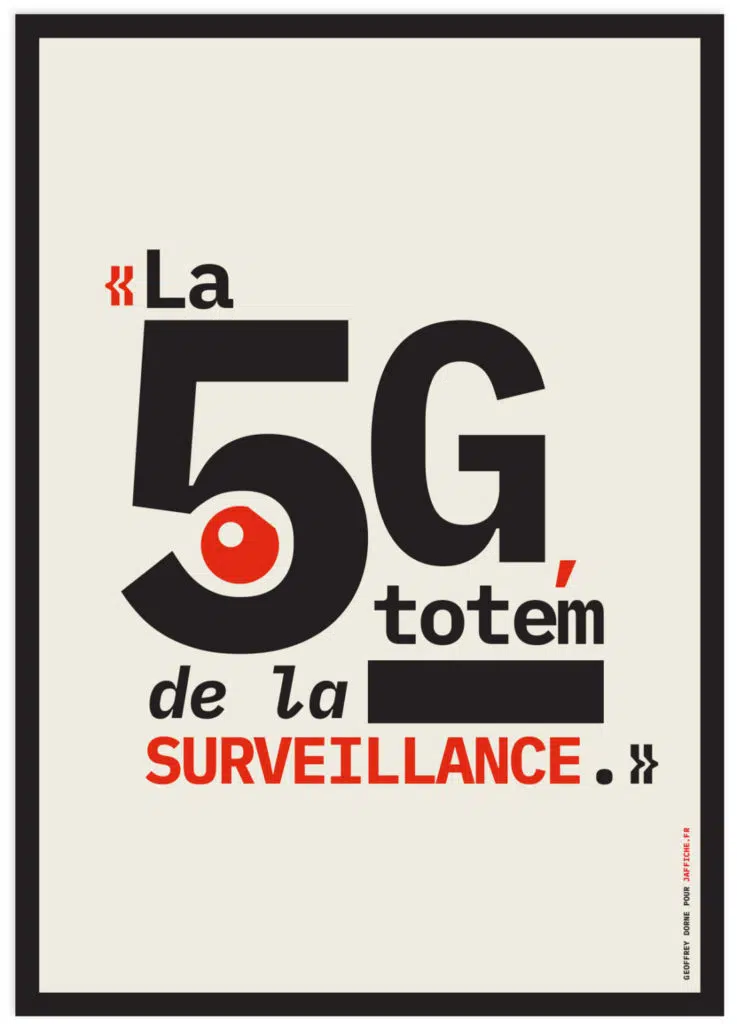 «La
5G,
totem
de la
SURVEILLANCE.»
GEOFFREY DORNE POUR JAFFICHE.FR